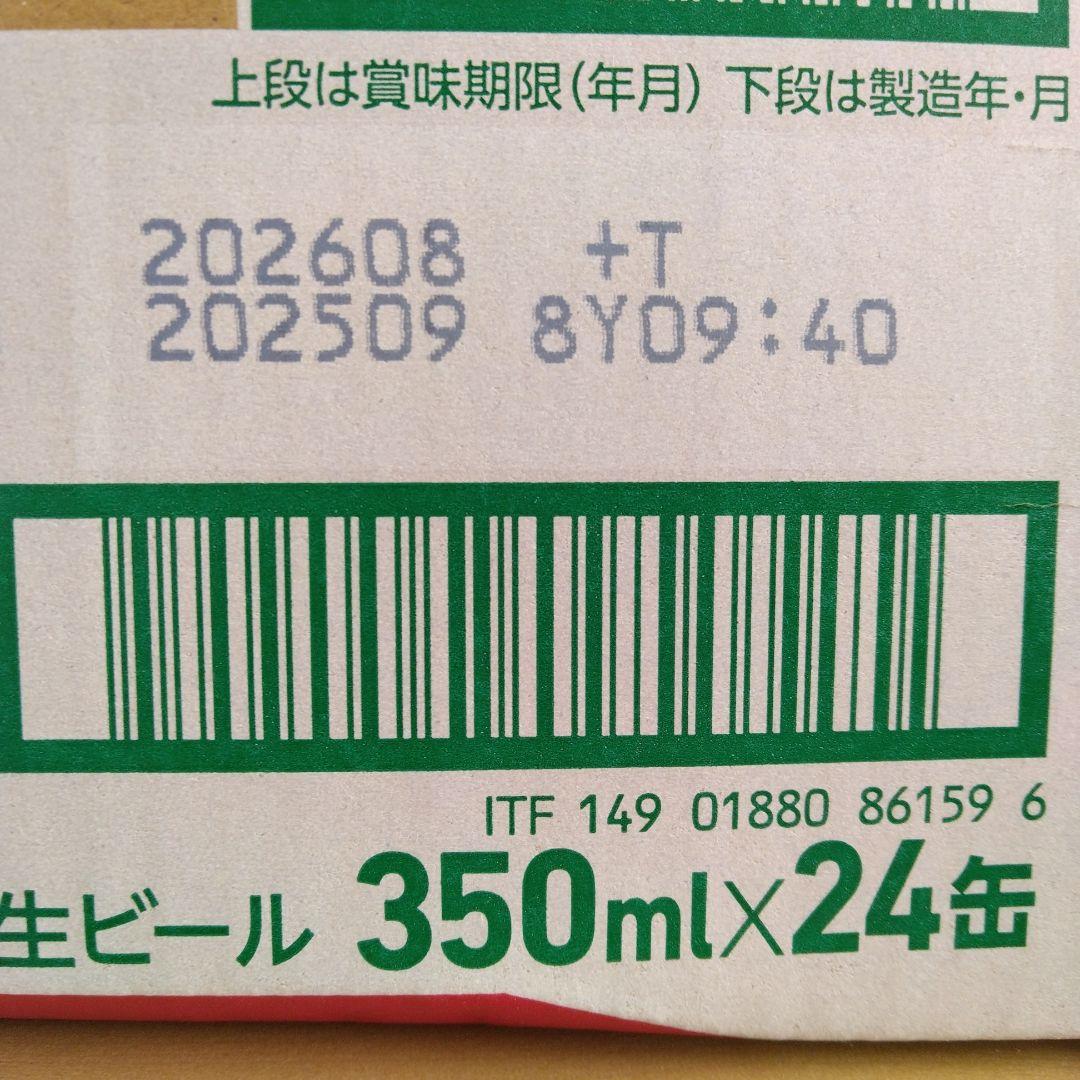 上段は賞味期限(年月) 下段は製造年・月
202608 +T
202509 8Y09:40
ITF 149 01880 86159 6
生ビール 350ml×24缶